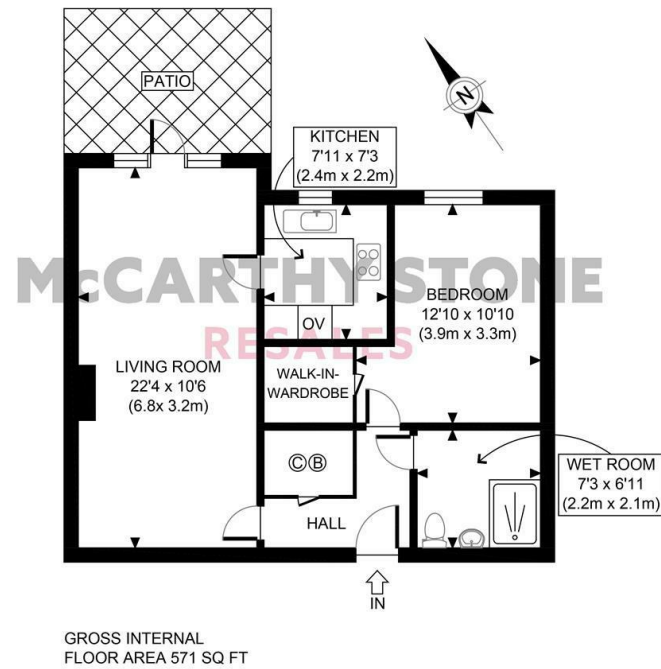 PATIO
N
KITCHEN
7'11 x 7'3
(2.4m x 2.2m)
McCARTHY STONE
RESALES
OV
BEDROOM
12'10 x 10'10
(3.9m x 3.3m)
LIVING ROOM
22'4 x 10'6
(6.8x 3.2m)
WALK-IN-
WARDROBE
C B
WET ROOM
7'3 x 6'11
(2.2m x 2.1m)
HALL
IN
GROSS INTERNAL
FLOOR AREA 571 SQ FT